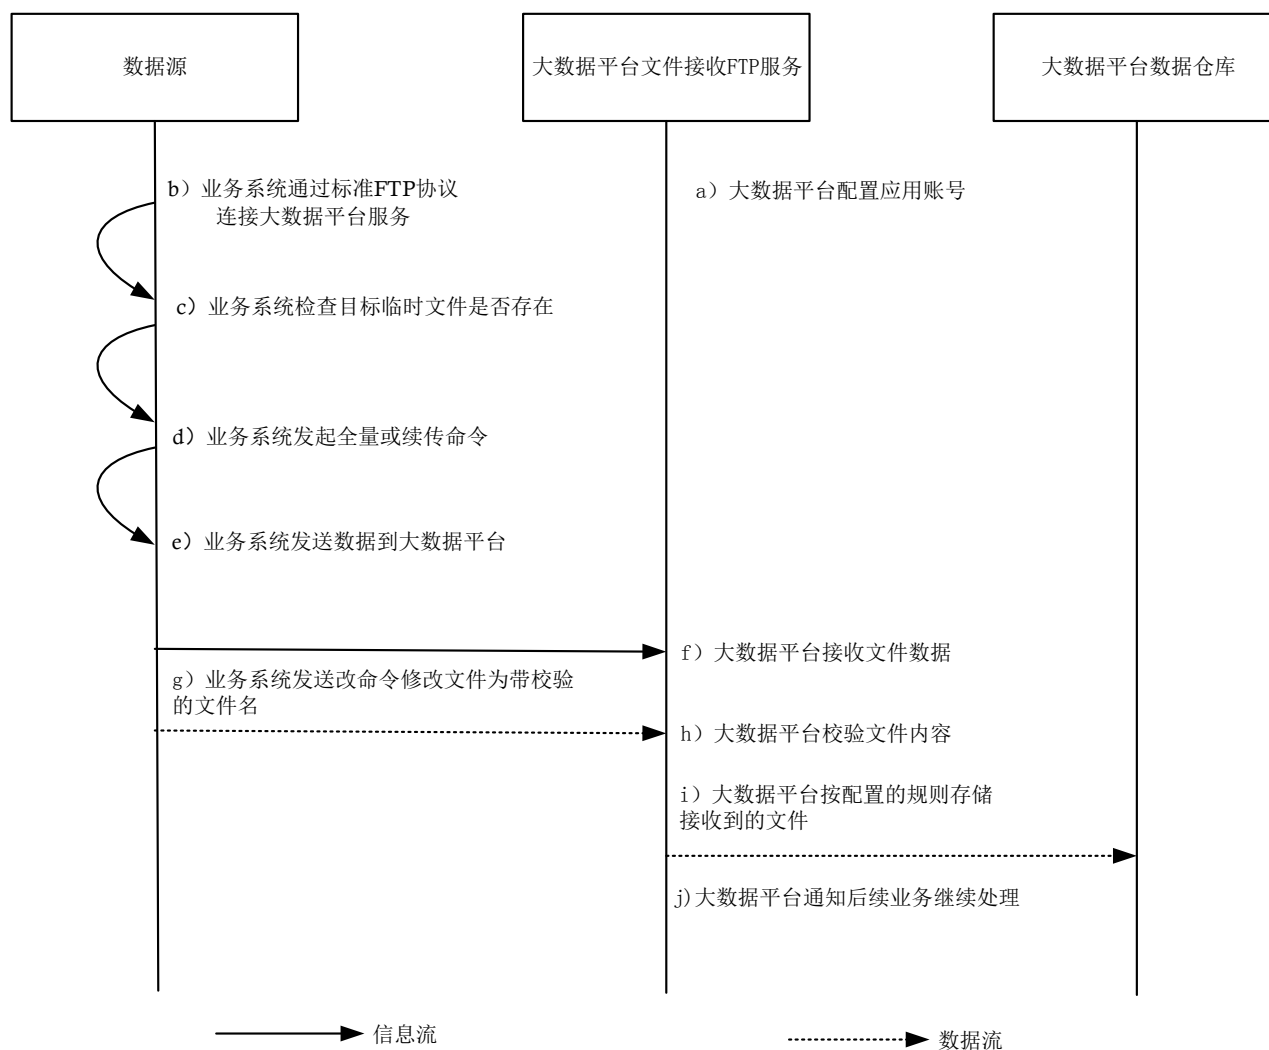 数据源
大数据平台文件接收FTP服务
大数据平台数据仓库
b）业务系统通过标准FTP协议
连接大数据平台服务
a）大数据平台配置应用账号
c）业务系统检查目标临时文件是否存在
d）业务系统发起全量或续传命令
e）业务系统发送数据到大数据平台
f）大数据平台接收文件数据
g）业务系统发送改命令修改文件为带校验
的文件名
h）大数据平台校验文件内容
i）大数据平台按配置的规则存储
接收到的文件
j)大数据平台通知后续业务继续处理
信息流
数据流